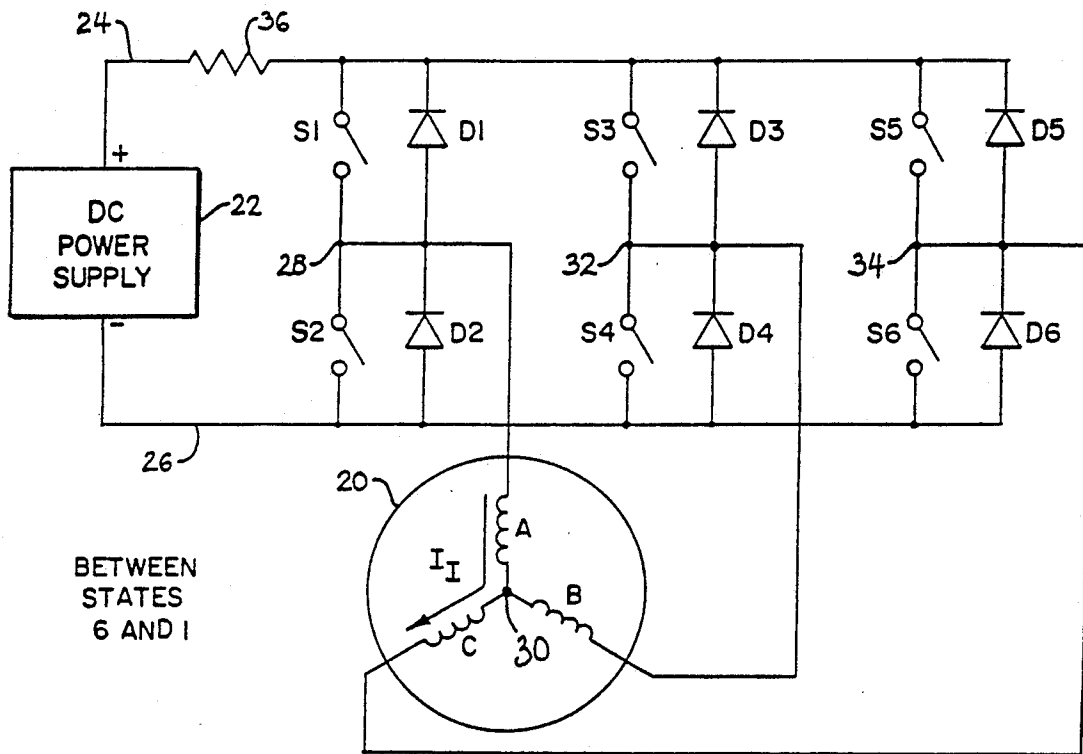 24
36
S1
D1
S3
D3
S5
D5
+
DC
POWER
SUPPLY
22
-
28
32
34
S2
D2
S4
D4
S6
D6
26
20
A
II
B
C
30
BETWEEN
STATES
6 AND 1